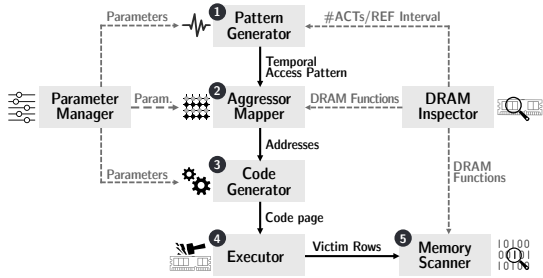 Parameters
1
Pattern
Generator
#ACTs/REF Interval
Temporal
Access Pattern
Parameter
Manager
Param.
2
Aggressor
Mapper
DRAM Functions
DRAM
Inspector
Addresses
3
Code
Generator
Parameters
DRAM
Functions
Code page
4
Executor
Victim Rows
5
Memory
Scanner
10100